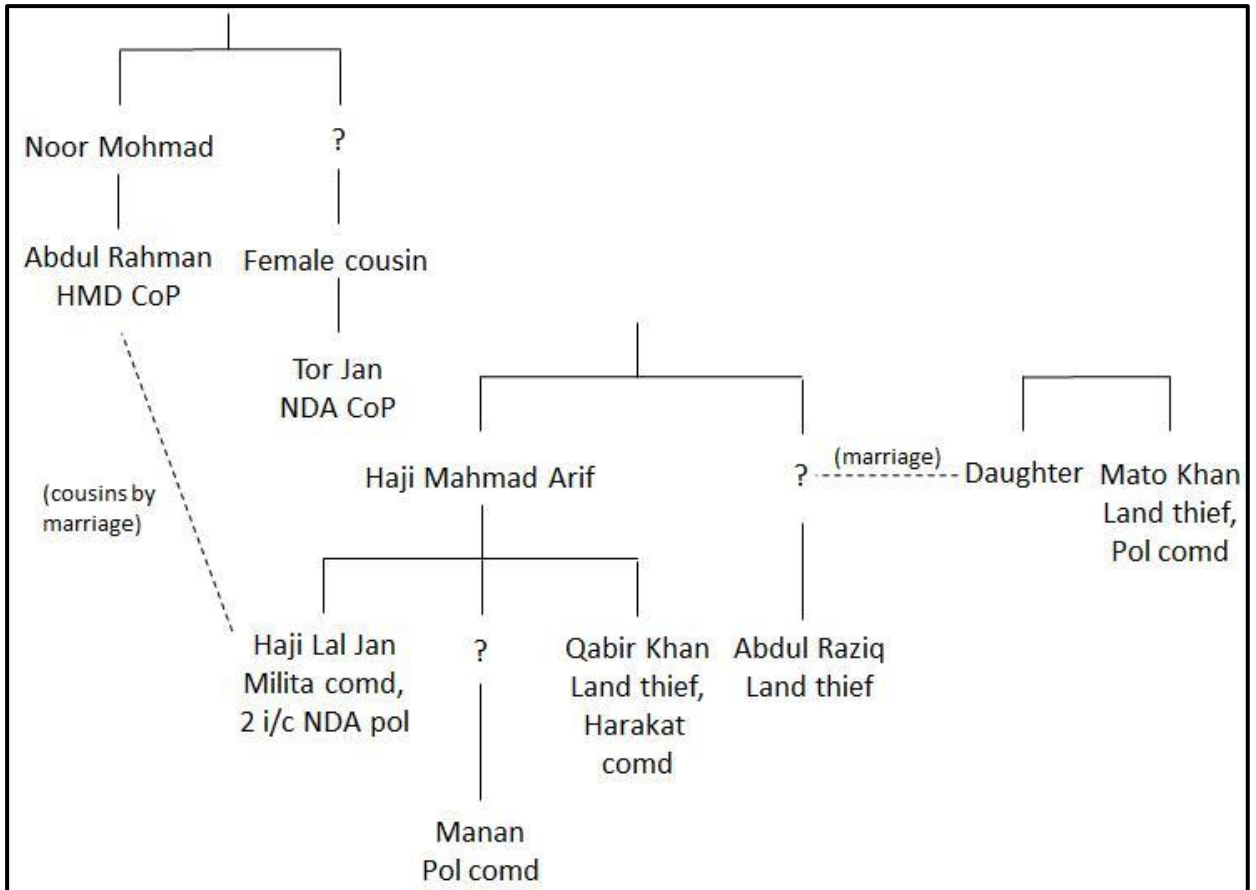 Noor Mohmad
?
Abdul Rahman
HMD CoP
Female cousin
Tor Jan
NDA CoP
(cousins by
marriage)
Haji Mahmad Arif
?
(marriage)
Daughter
Mato Khan
Land thief,
Pol comd
Haji Lal Jan
Milita comd,
2 i/c NDA pol
?
Qabir Khan
Land thief,
Harakat
comd
Abdul Raziq
Land thief
Manan
Pol comd